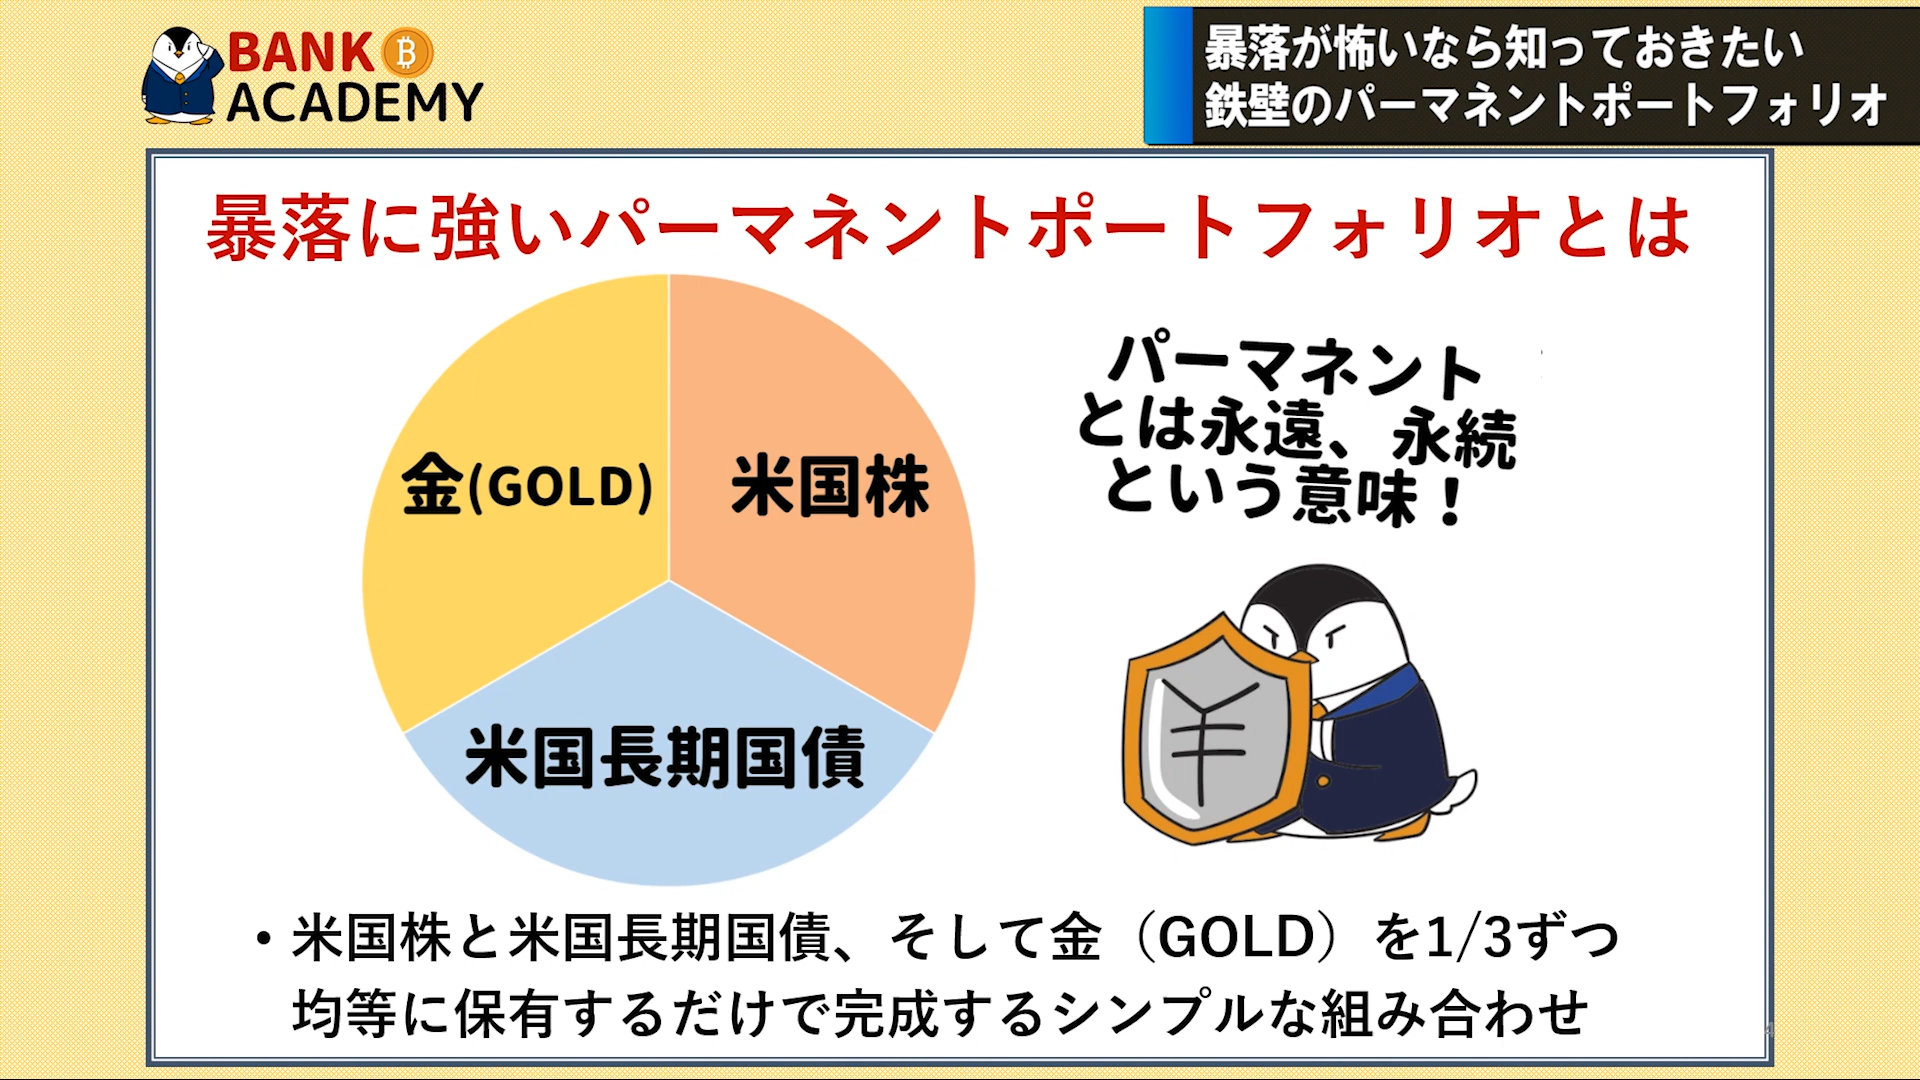 BANK
ACADEMY
暴落が怖いなら知っておきたい
鉄壁のパーマネントポートフォリオ
暴落に強いパーマネントポートフォリオとは
金(GOLD)
米国株
米国長期国債
パーマネント
とは永遠、永続
という意味！
・米国株と米国長期国債、そして金（GOLD）を1/3ずつ
均等に保有するだけで完成するシンプルな組み合わせ